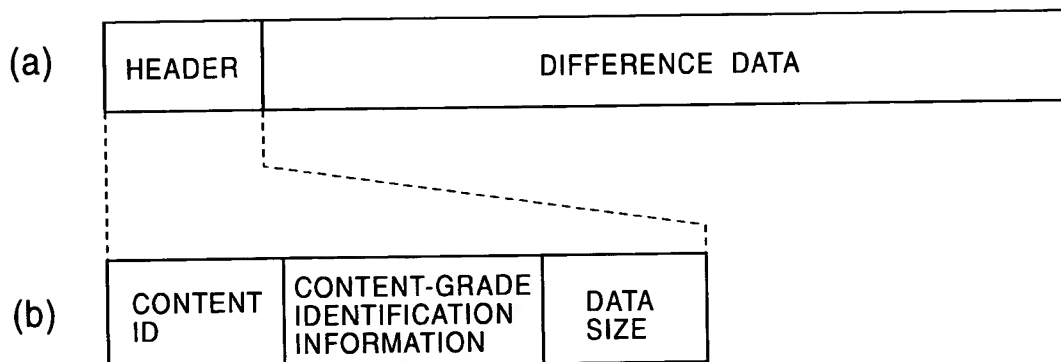 (a)
HEADER
DIFFERENCE DATA
(b)
CONTENT
ID
CONTENT-GRADE
IDENTIFICATION
INFORMATION
DATA
SIZE